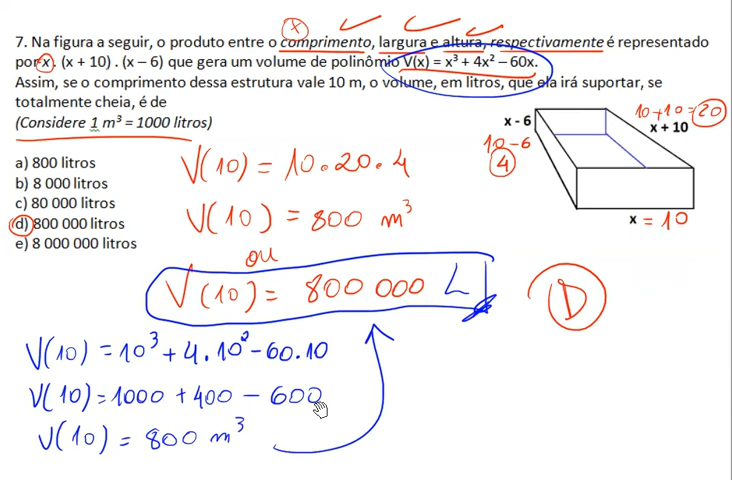 7. Na figura a seguir, o produto entre o comprimento, largura e altura, respectivamente é representado
por x. (x + 10) . (x – 6) que gera um volume de polinômio V(x) = x³ + 4x² – 60x.
Assim, se o comprimento dessa estrutura vale 10 m, o volume, em litros, que ela irá suportar, se
totalmente cheia, é de
(Considere 1 m³ = 1000 litros)
a) 800 litros
b) 8 000 litros
c) 80 000 litros
d) 800 000 litros
e) 8 000 000 litros
x
10+10=20
x + 10
x - 6
10-6
4
x = 10
V(10) = 10.20.4
V(10) = 800 m³
ou
V(10) = 800 000 L
D
V(10) = 10³ + 4.10² - 60.10
V(10) = 1000 + 400 - 600
V(10) = 800 m³